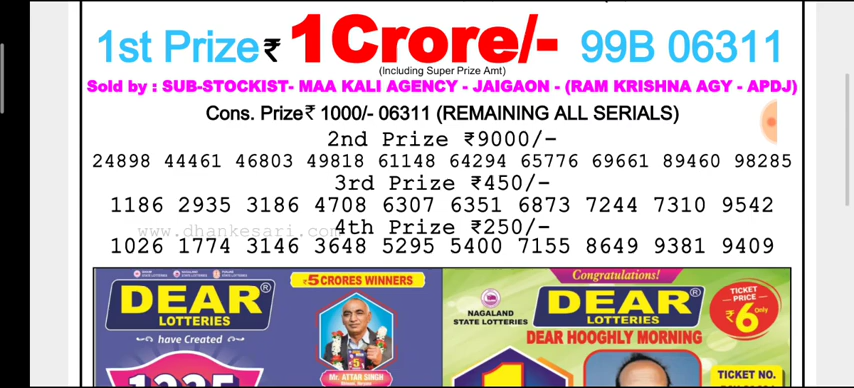 1st Prize ₹ 1Crore/- 99B 06311
(Including Super Prize Amt)
Sold by : SUB-STOCKIST- MAA KALI AGENCY - JAIGAON - (RAM KRISHNA AGY - APDJ)
Cons. Prize₹ 1000/- 06311 (REMAINING ALL SERIALS)
2nd Prize ₹9000/-
24898 44461 46803 49818 61148 64294 65776 69661 89460 98285
3rd Prize ₹450/-
1186 2935 3186 4708 6307 6351 6873 7244 7310 9542
www.dhankesari.com
4th Prize ₹250/-
1026 1774 3146 3648 5295 5400 7155 8649 9381 9409
DEAR®
LOTTERIES
have Created
₹5 CRORES WINNERS
Mr. ATTAR SINGH
Congratulations!
NAGALAND
STATE LOTTERIES
DEAR®
LOTTERIES
DEAR HOOGHLY MORNING
TICKET
PRICE
₹6 Only
1
TICKET NO.